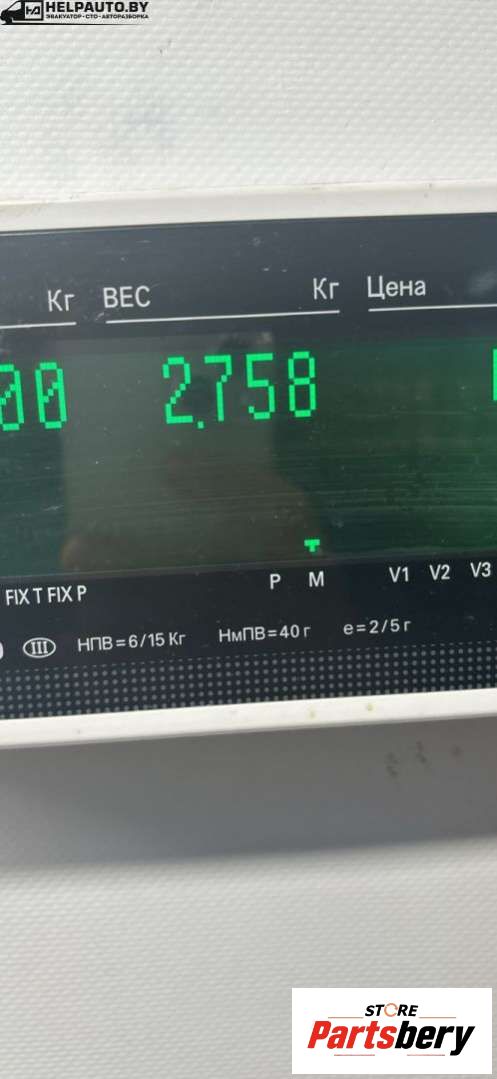 HELPAUTO.BY
ЭВАКУАТОР·СТО·АВТОРАЗБОРКА
Кг ВЕС Кг Цена
00 2.758
P M V1 V2 V3
FIX T FIX P
III НПВ=6/15 Кг НмПВ=40 г e=2/5 г
STORE
Partsbery